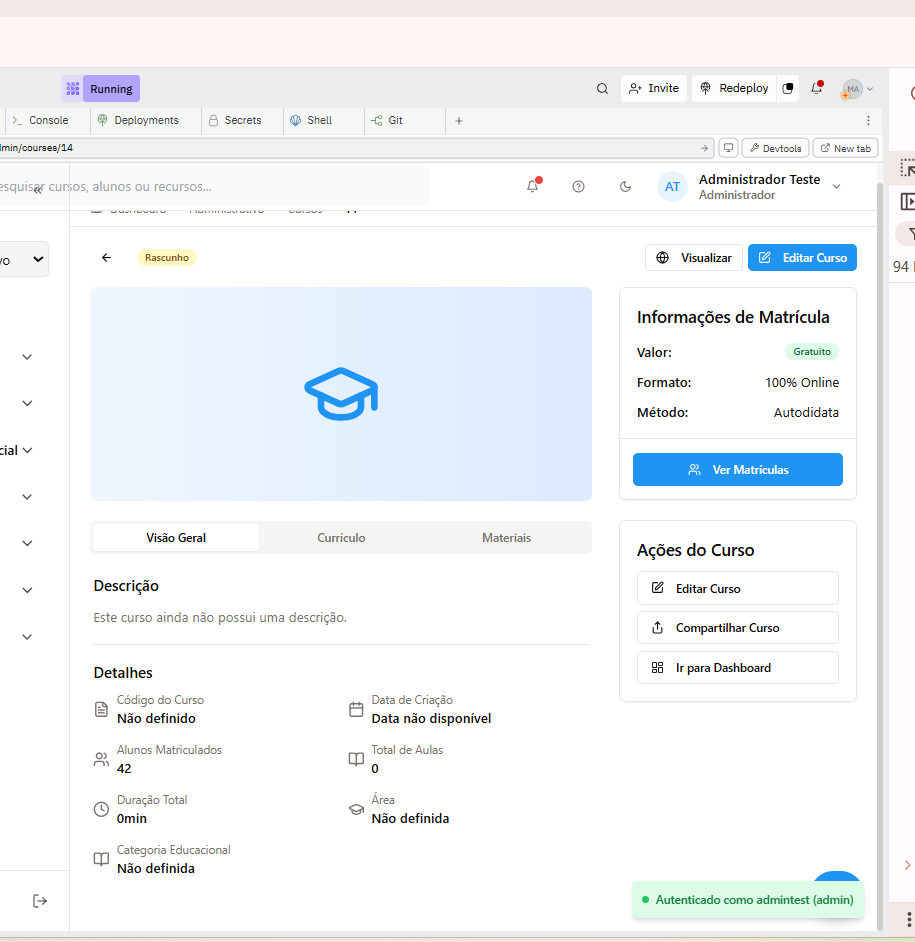 Running
Invite
Redeploy
MA
Console
Deployments
Secrets
Shell
Git
min/courses/14
Devtools
New tab
esquisar cursos, alunos ou recursos...
AT
Administrador Teste
Administrador
Dashboard
Administrativo
Cursos
14
vo
Rascunho
Visualizar
Editar Curso
94
Informações de Matrícula
Valor:
Gratuito
Formato:
100% Online
Método:
Autodidata
cial
Ver Matrículas
Visão Geral
Currículo
Materiais
Ações do Curso
Descrição
Editar Curso
Este curso ainda não possui uma descrição.
Compartilhar Curso
Ir para Dashboard
Detalhes
Código do Curso
Não definido
Data de Criação
Data não disponível
Alunos Matriculados
42
Total de Aulas
0
Duração Total
0min
Área
Não definida
Categoria Educacional
Não definida
Autenticado como admintest (admin)